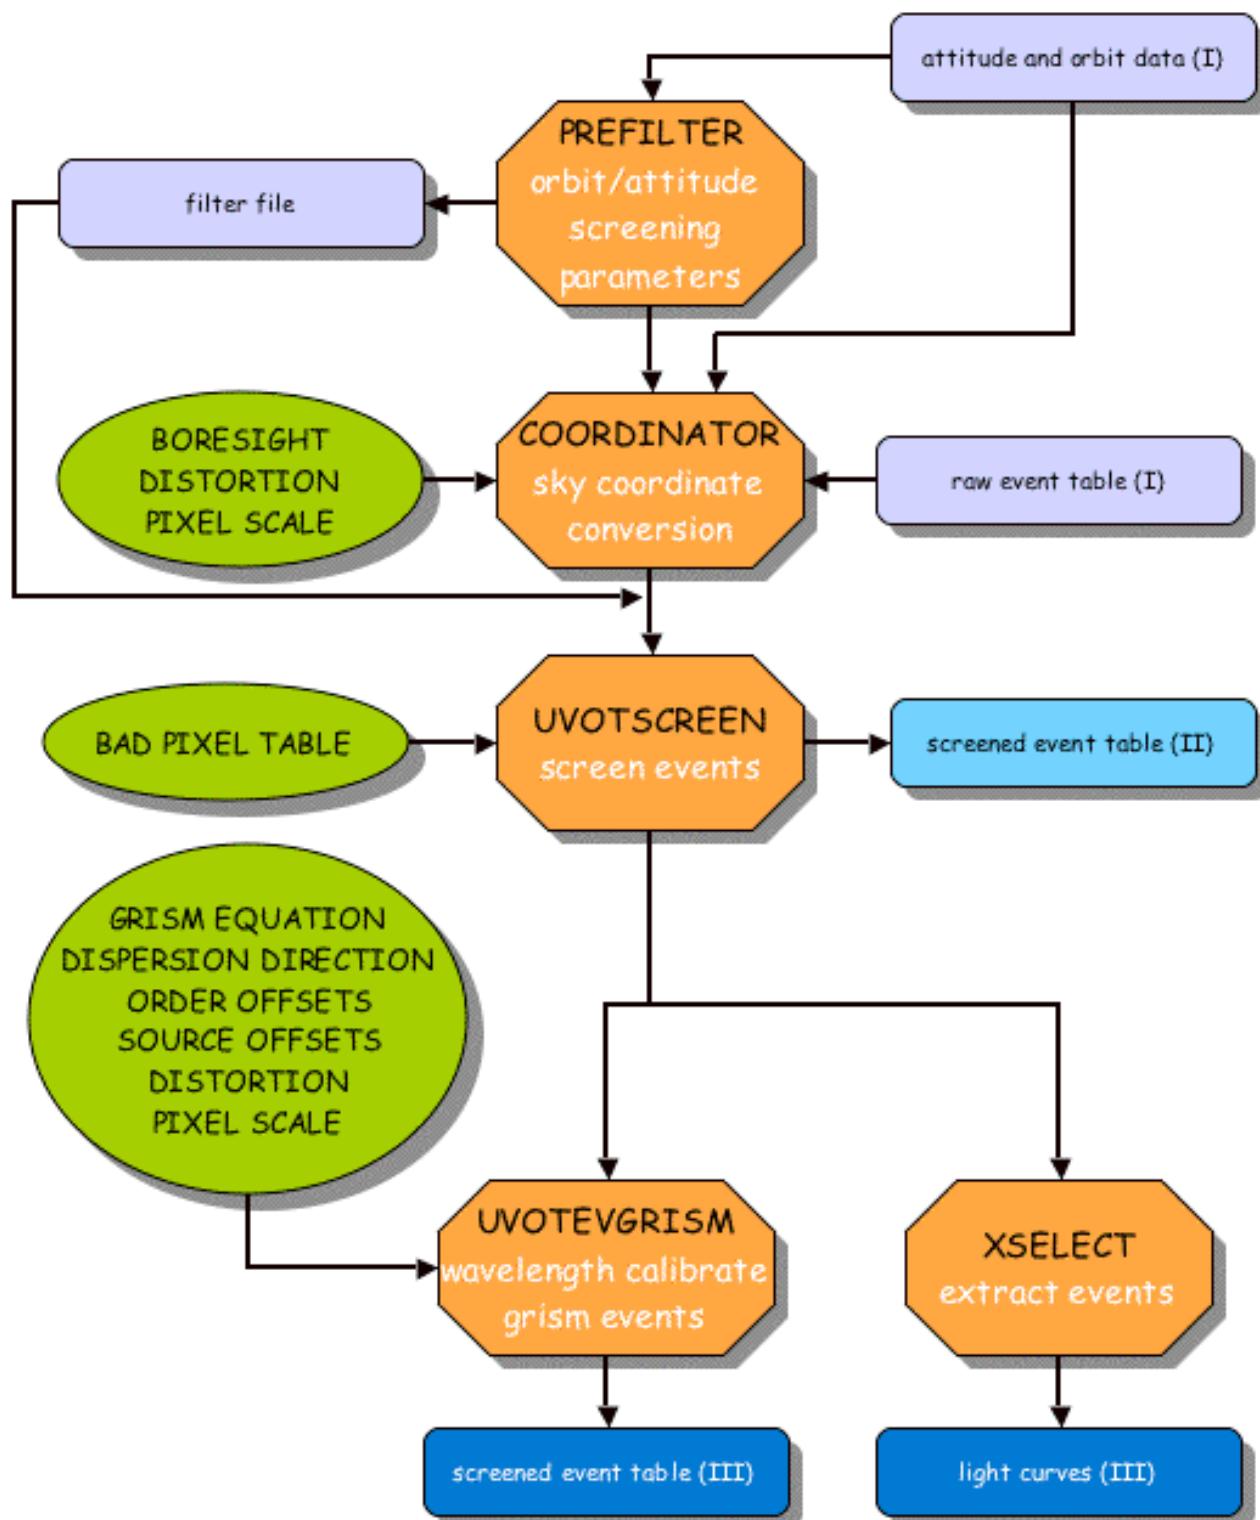 attitude and orbit data (I)
PREFILTER
orbit/attitude
screening
parameters
filter file
BORESIGHT
DISTORTION
PIXEL SCALE
COORDINATOR
sky coordinate
conversion
raw event table (I)
BAD PIXEL TABLE
UVOTSCREEN
screen events
screened event table (II)
GRISM EQUATION
DISPERSION DIRECTION
ORDER OFFSETS
SOURCE OFFSETS
DISTORTION
PIXEL SCALE
UVOTEVGRISM
wavelength calibrate
grism events
XSELECT
extract events
screened event table (III)
light curves (III)